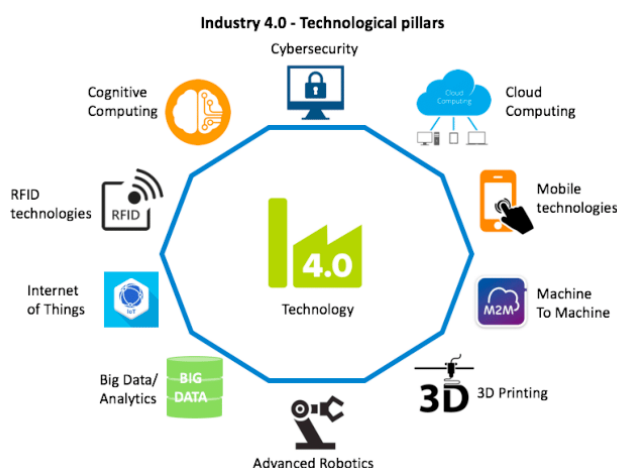 Industry 4.0 - Technological pillars
Cybersecurity
Cognitive
Computing
Cloud
Computing
Cloud
Computing
RFID
technologies
RFID
Mobile
technologies
Internet
of Things
IoT
4.0
Technology
M2M
Machine
To Machine
Big Data/
Analytics
BIG
DATA
3D
3D Printing
Advanced Robotics